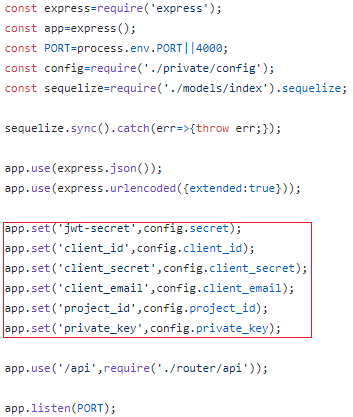 const express=require('express');
const app=express();
const PORT=process.env.PORT||4000;
const config=require('./private/config');
const sequelize=require('./models/index').sequelize;
sequelize.sync().catch(err=>{throw err;});
app.use(express.json());
app.use(express.urlencoded({extended:true}));
app.set('jwt-secret',config.secret);
app.set('client_id',config.client_id);
app.set('client_secret',config.client_secret);
app.set('client_email',config.client_email);
app.set('project_id',config.project_id);
app.set('private_key',config.private_key);
app.use('/api',require('./router/api'));
app.listen(PORT);